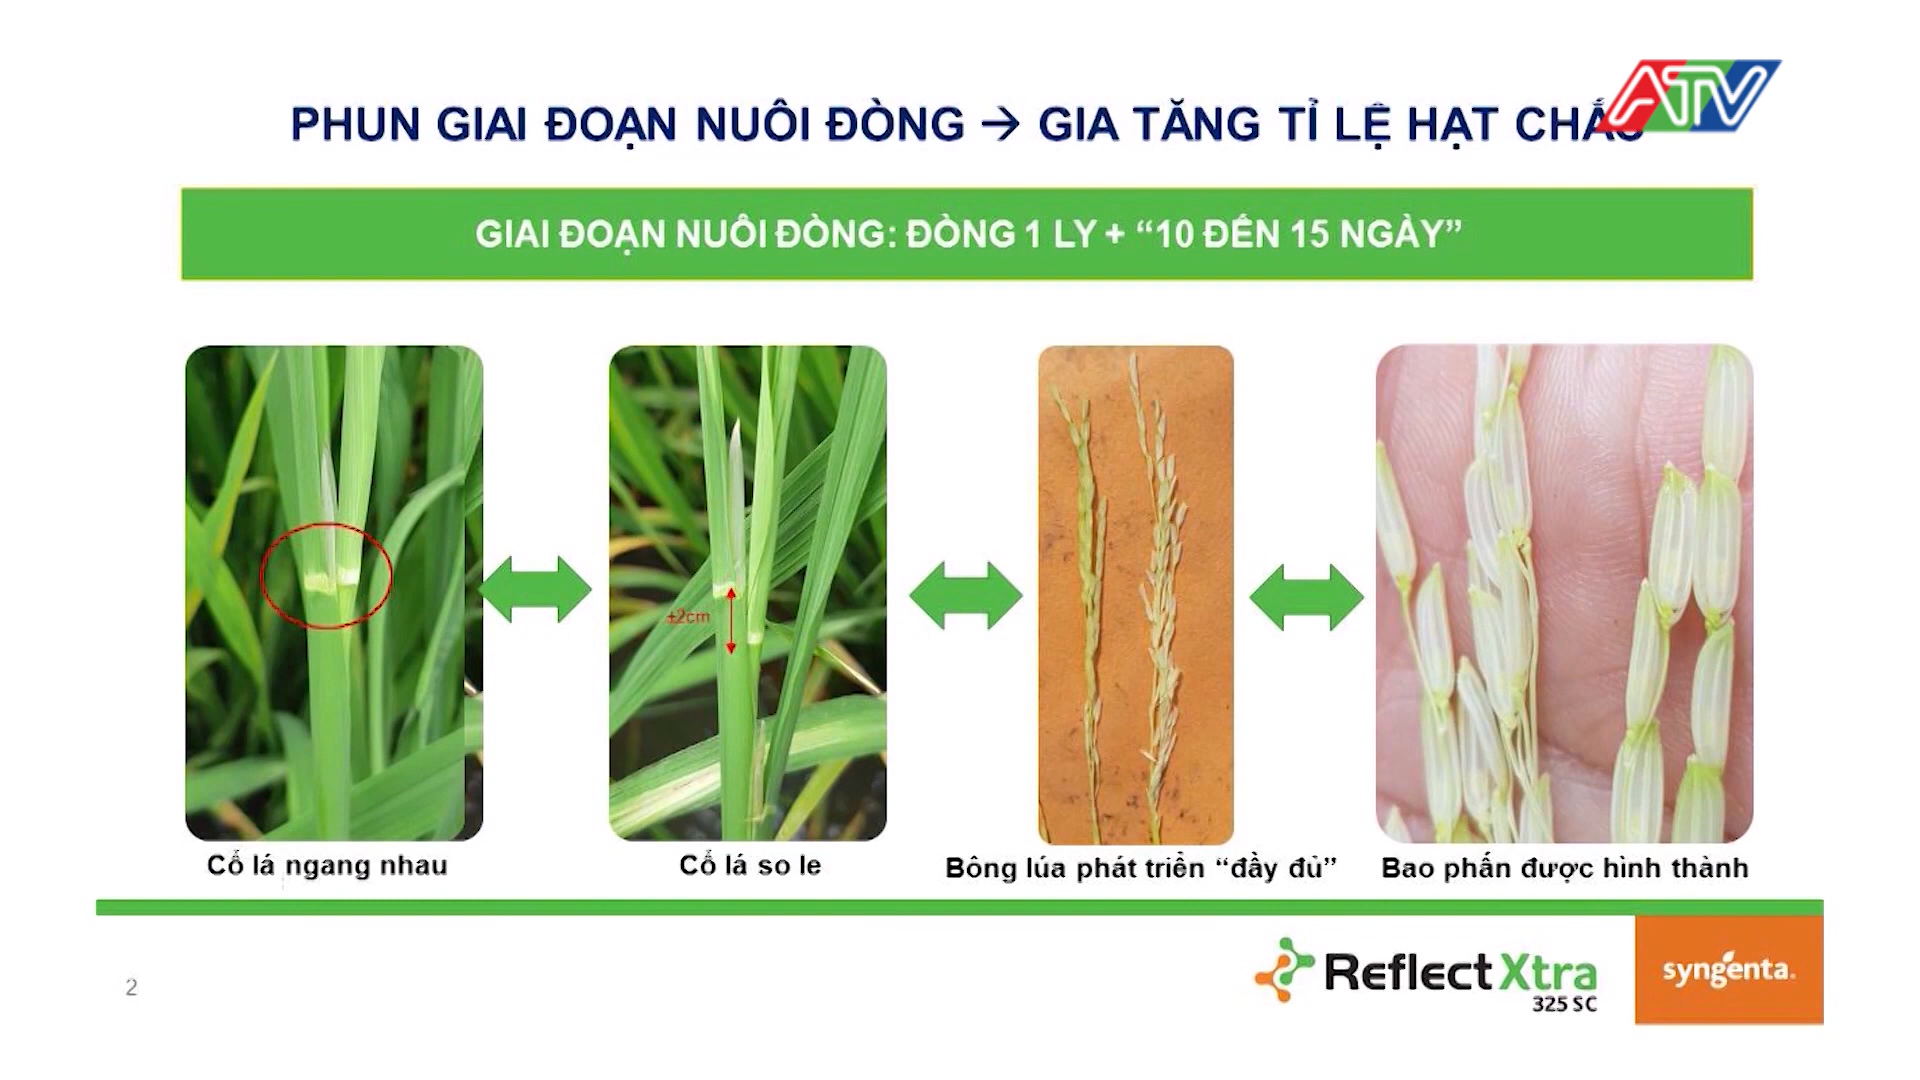 ATV
PHUN GIAI ĐOẠN NUÔI ĐÒNG → GIA TĂNG TỈ LỆ HẠT
GIAI ĐOẠN NUÔI ĐÒNG: ĐÒNG 1 LY + “10 ĐẾN 15 NGÀY”
±2cm
Cổ lá ngang nhau
Cổ lá so le
Bông lúa phát triển “đầy đủ”
Bao phấn được hình thành
2
Reflect Xtra
325 SC
syngenta.